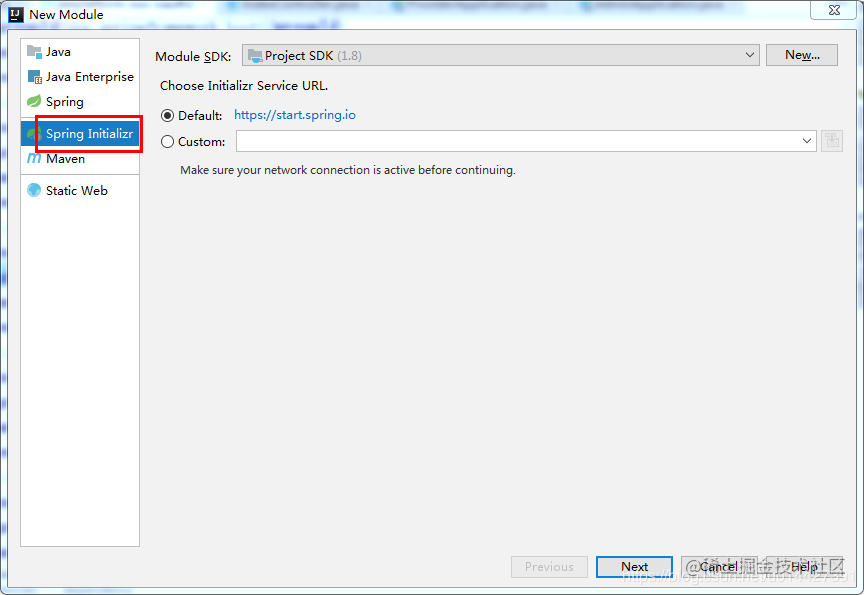 New Module
Java
Java Enterprise
Spring
Spring Initializr
Maven
Static Web
Module SDK: Project SDK (1.8) New...
Choose Initializr Service URL.
Default: https://start.spring.io
Custom:
Make sure your network connection is active before continuing.
Previous Next Cancel Help
@稀土掘金技术社区